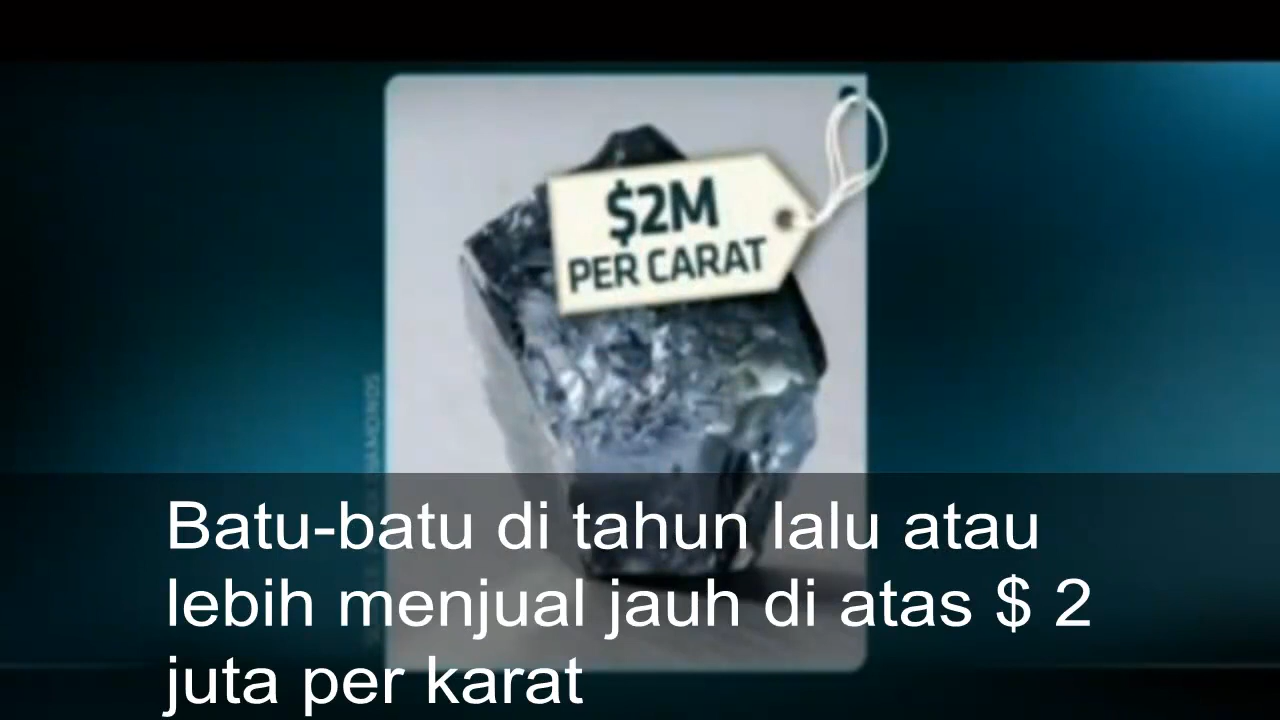 $2M
PER CARAT
Batu-batu di tahun lalu atau
lebih menjual jauh di atas $ 2
juta per karat